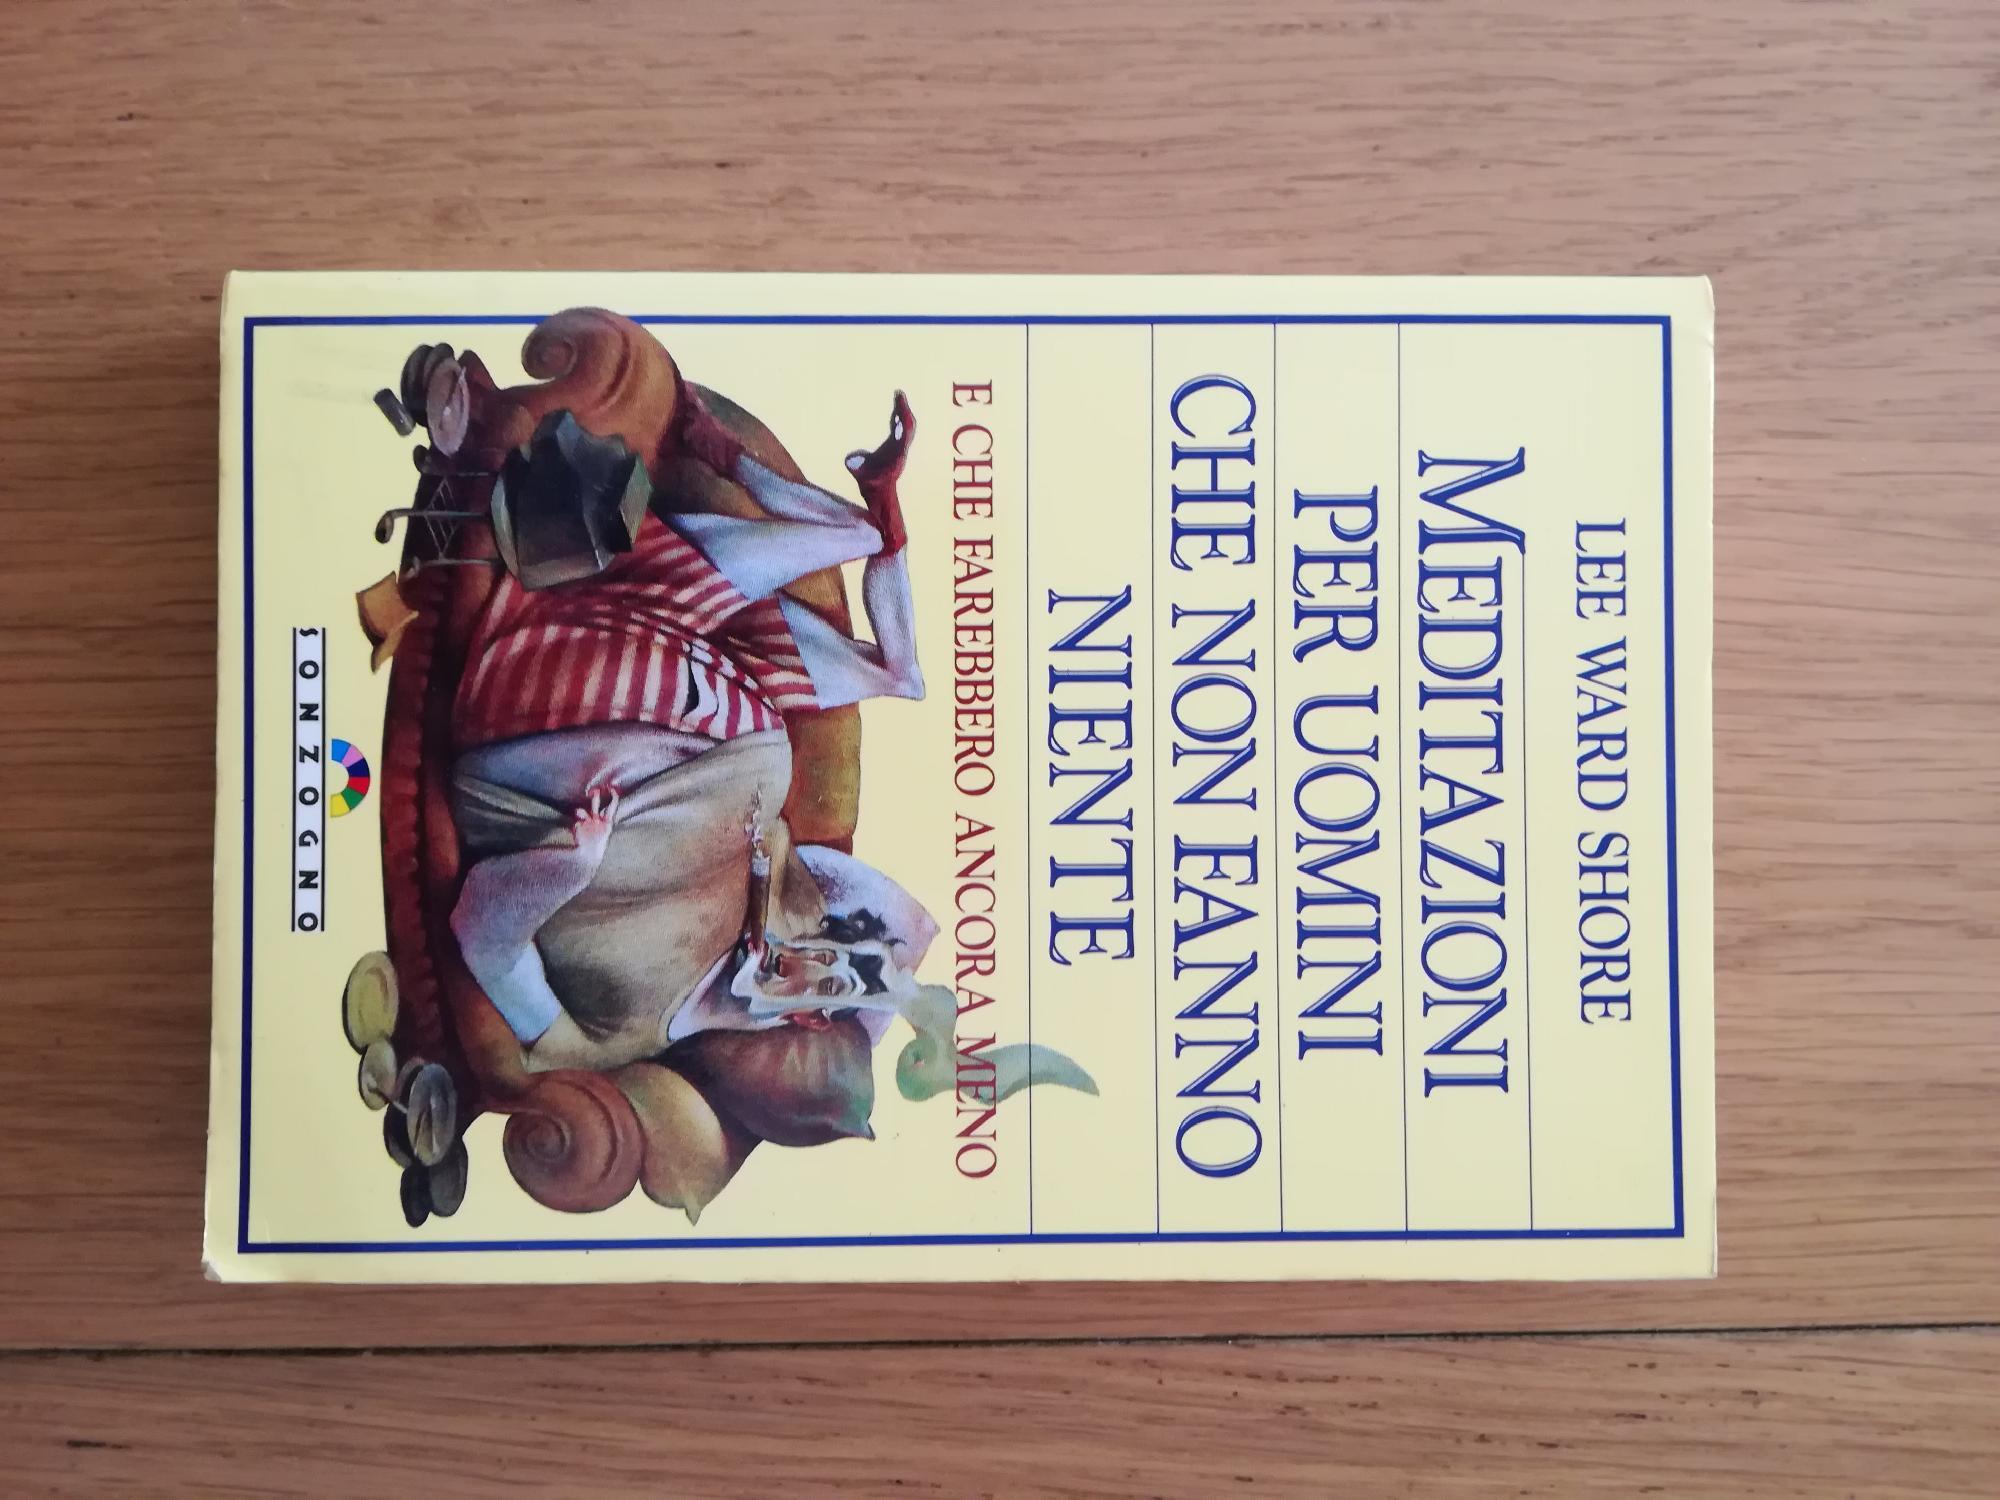 LEE WARD SHORE
MEDITAZIONI
PER UOMINI
CHE NON FANNO
NIENTE
E CHE FAREBBERO ANCORA MENO
SONZOGNO